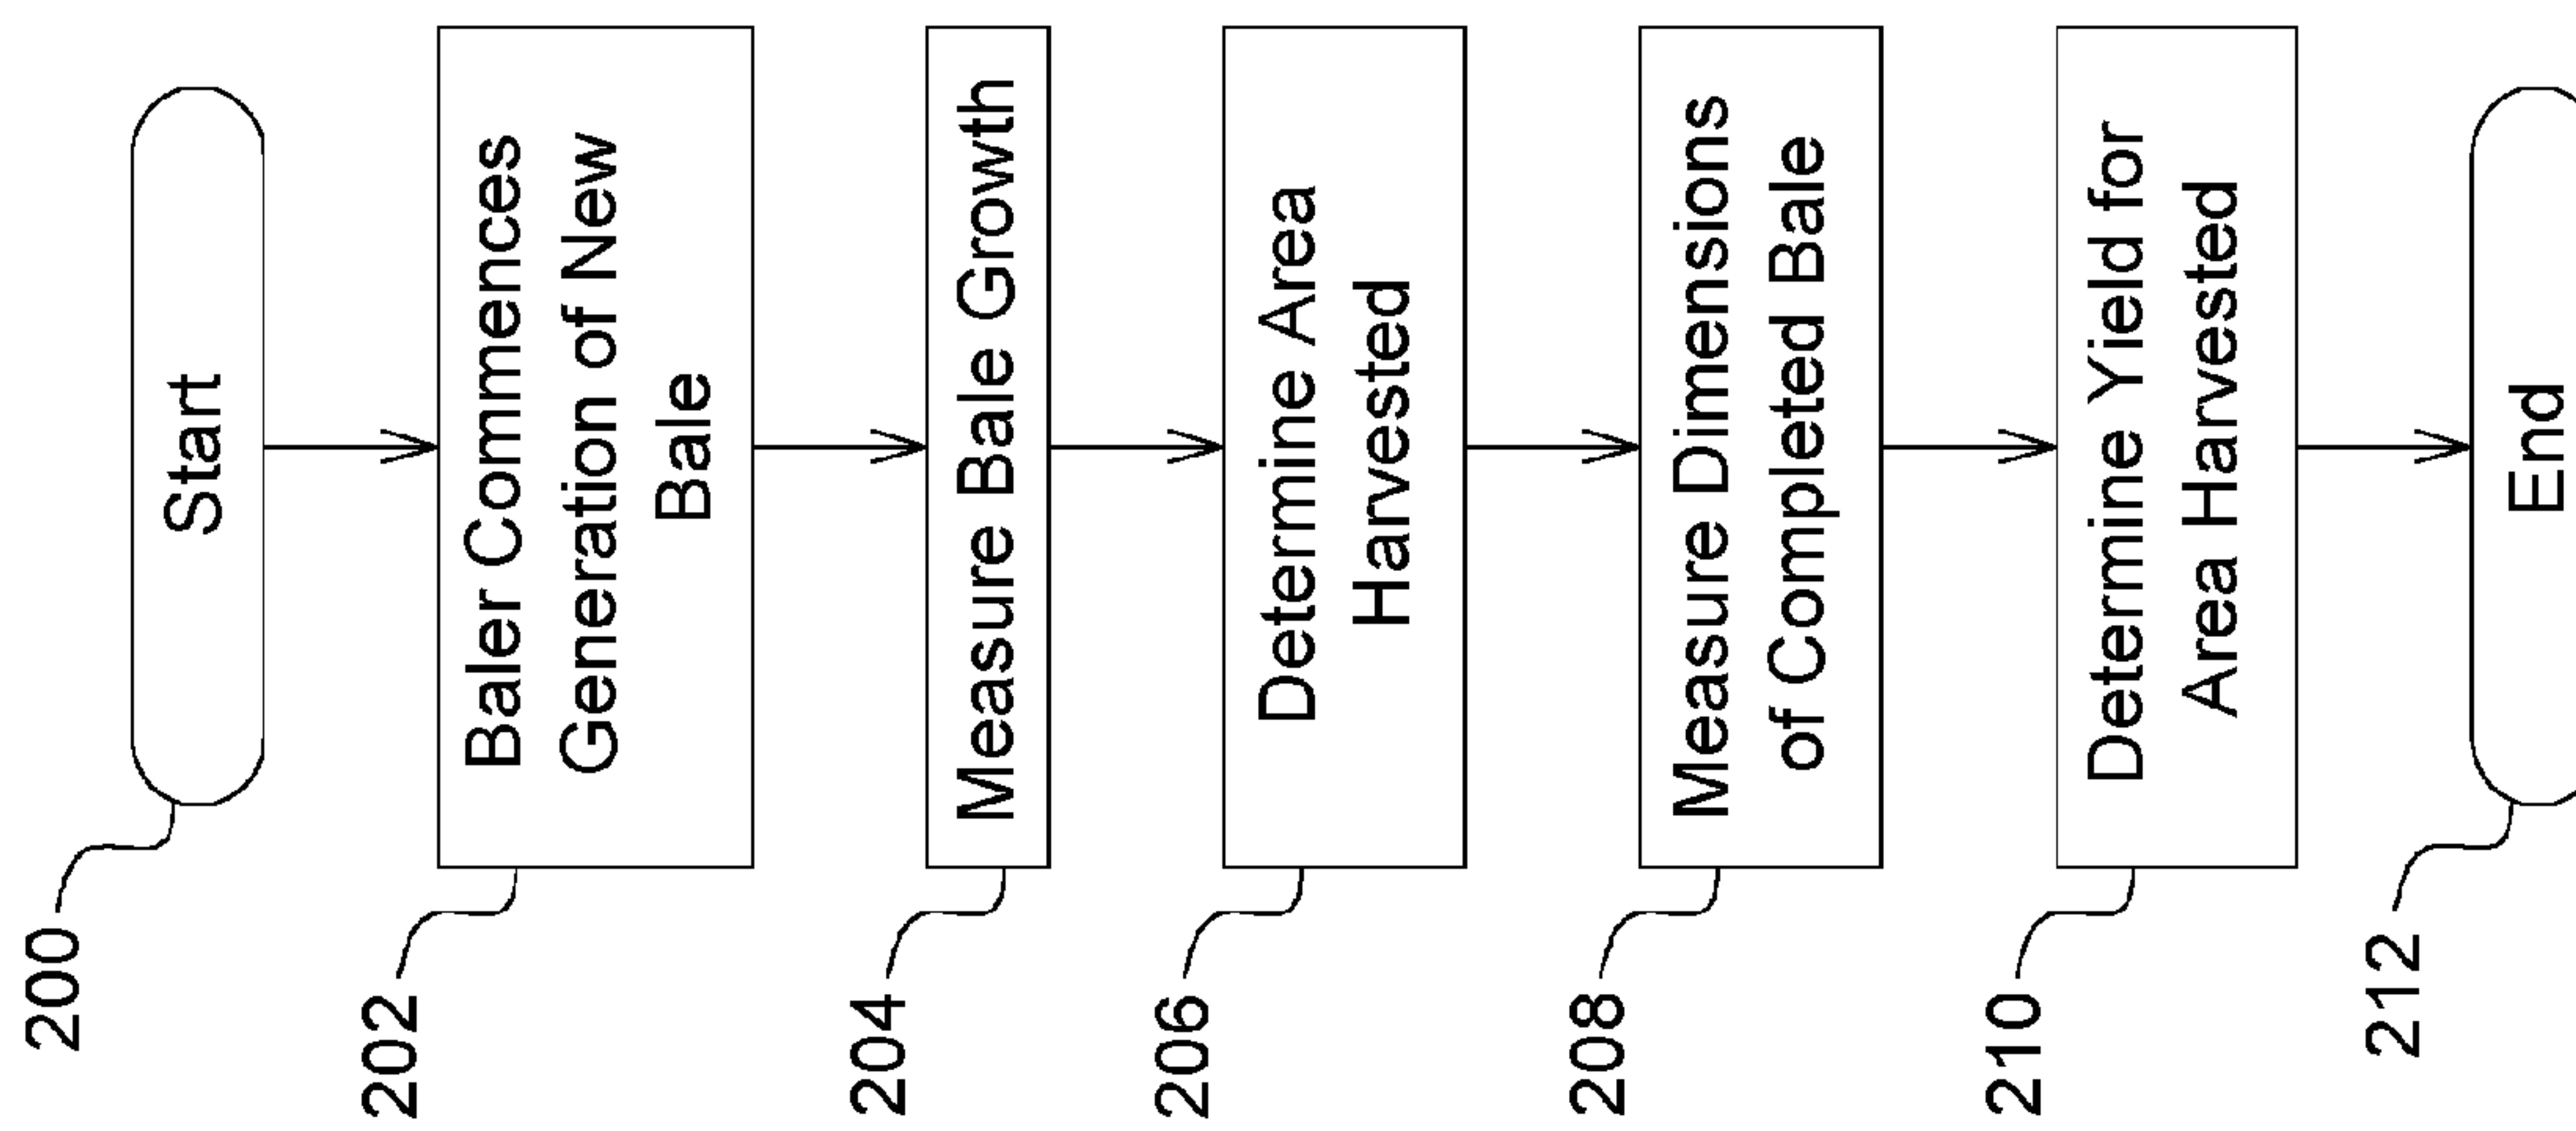 200
Start
202
Baler Commences
Generation of New
Bale
204
Measure Bale Growth
206
Determine Area
Harvested
208
Measure Dimensions
of Completed Bale
210
Determine Yield for
Area Harvested
212
End